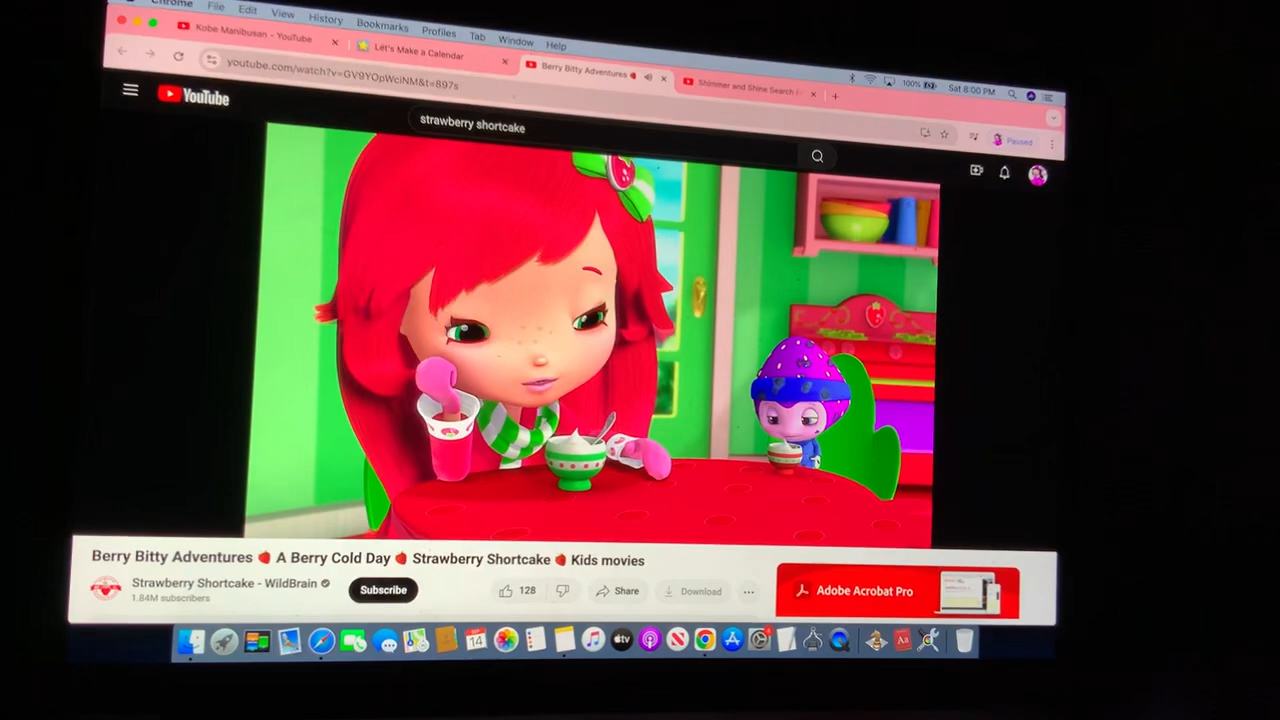 Chrome File Edit View History Bookmarks Profiles Tab Window Help
100% Sat 8:00 PM
Kobe Manibusan - YouTube
Let's Make a Calendar
Berry Bitty Adventures
Shimmer and Shine Search
youtube.com/watch?v=GV9YOpWciNM&t=897s
Paused
YouTube
strawberry shortcake
Berry Bitty Adventures 🍓 A Berry Cold Day 🍓 Strawberry Shortcake 🍓 Kids movies
Strawberry Shortcake - WildBrain
1.84M subscribers
Subscribe
128
Share
Download
Adobe Acrobat Pro
SEP
14
tv
Aa